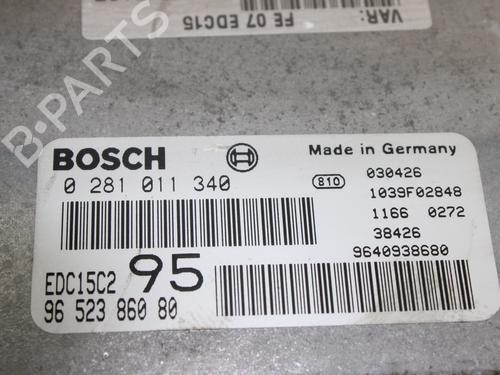 VAR:
FE 07 EDC15
B-PARTS
BOSCH
Made in Germany
0 281 011 340
810
030426
1039F02848
1166 0272
38426
9640938680
EDC15C2 95
96 523 860 80